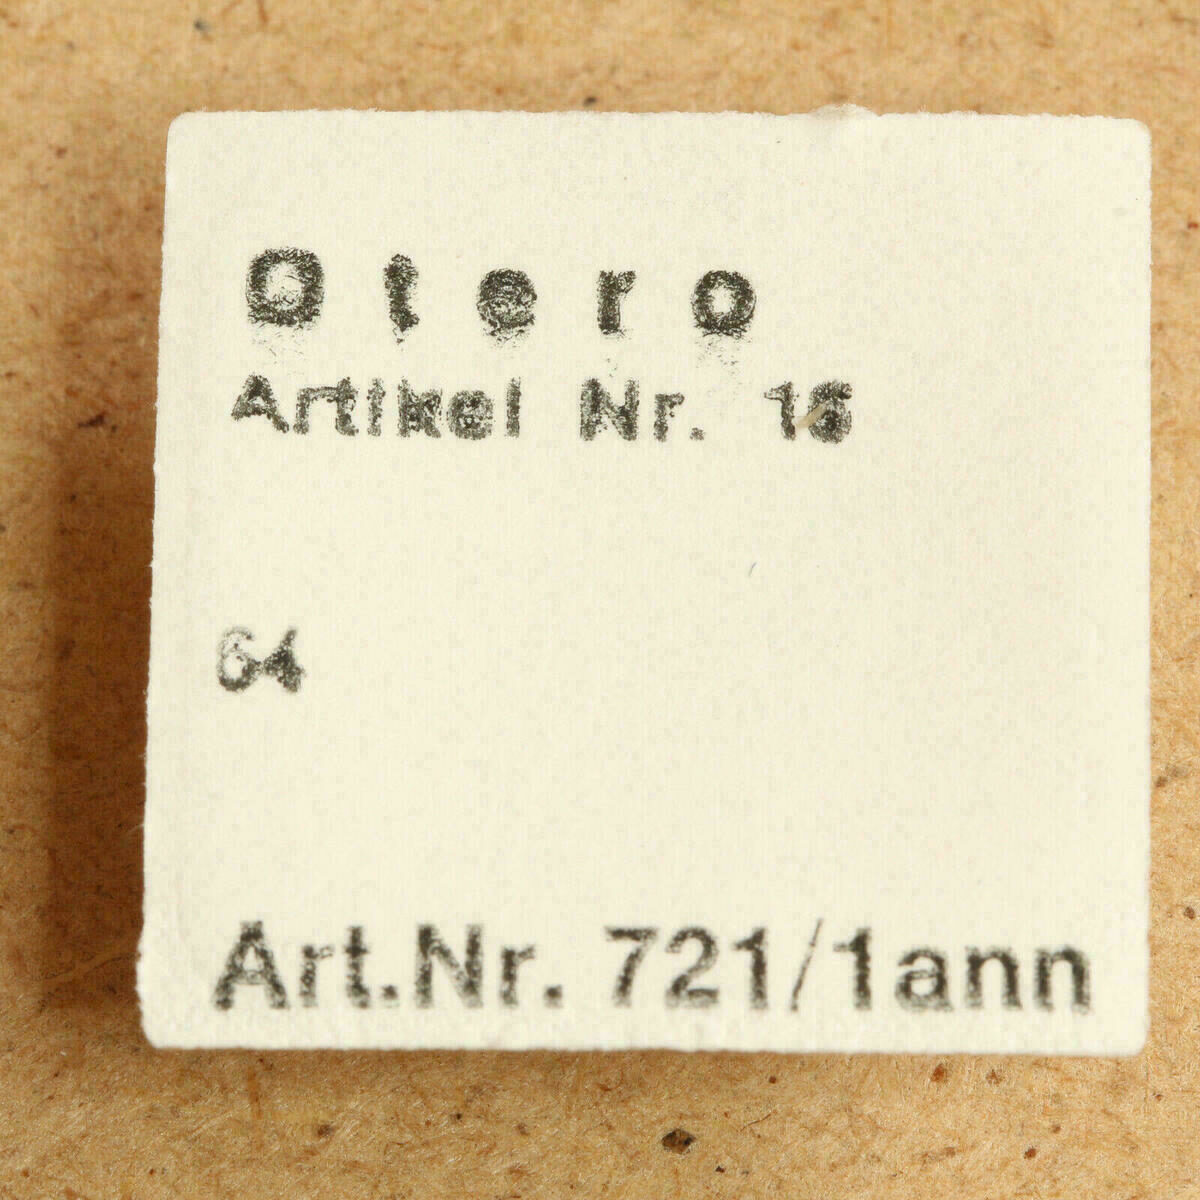 Otero
Artikel Nr. 16
64
Art.Nr. 721/1ann